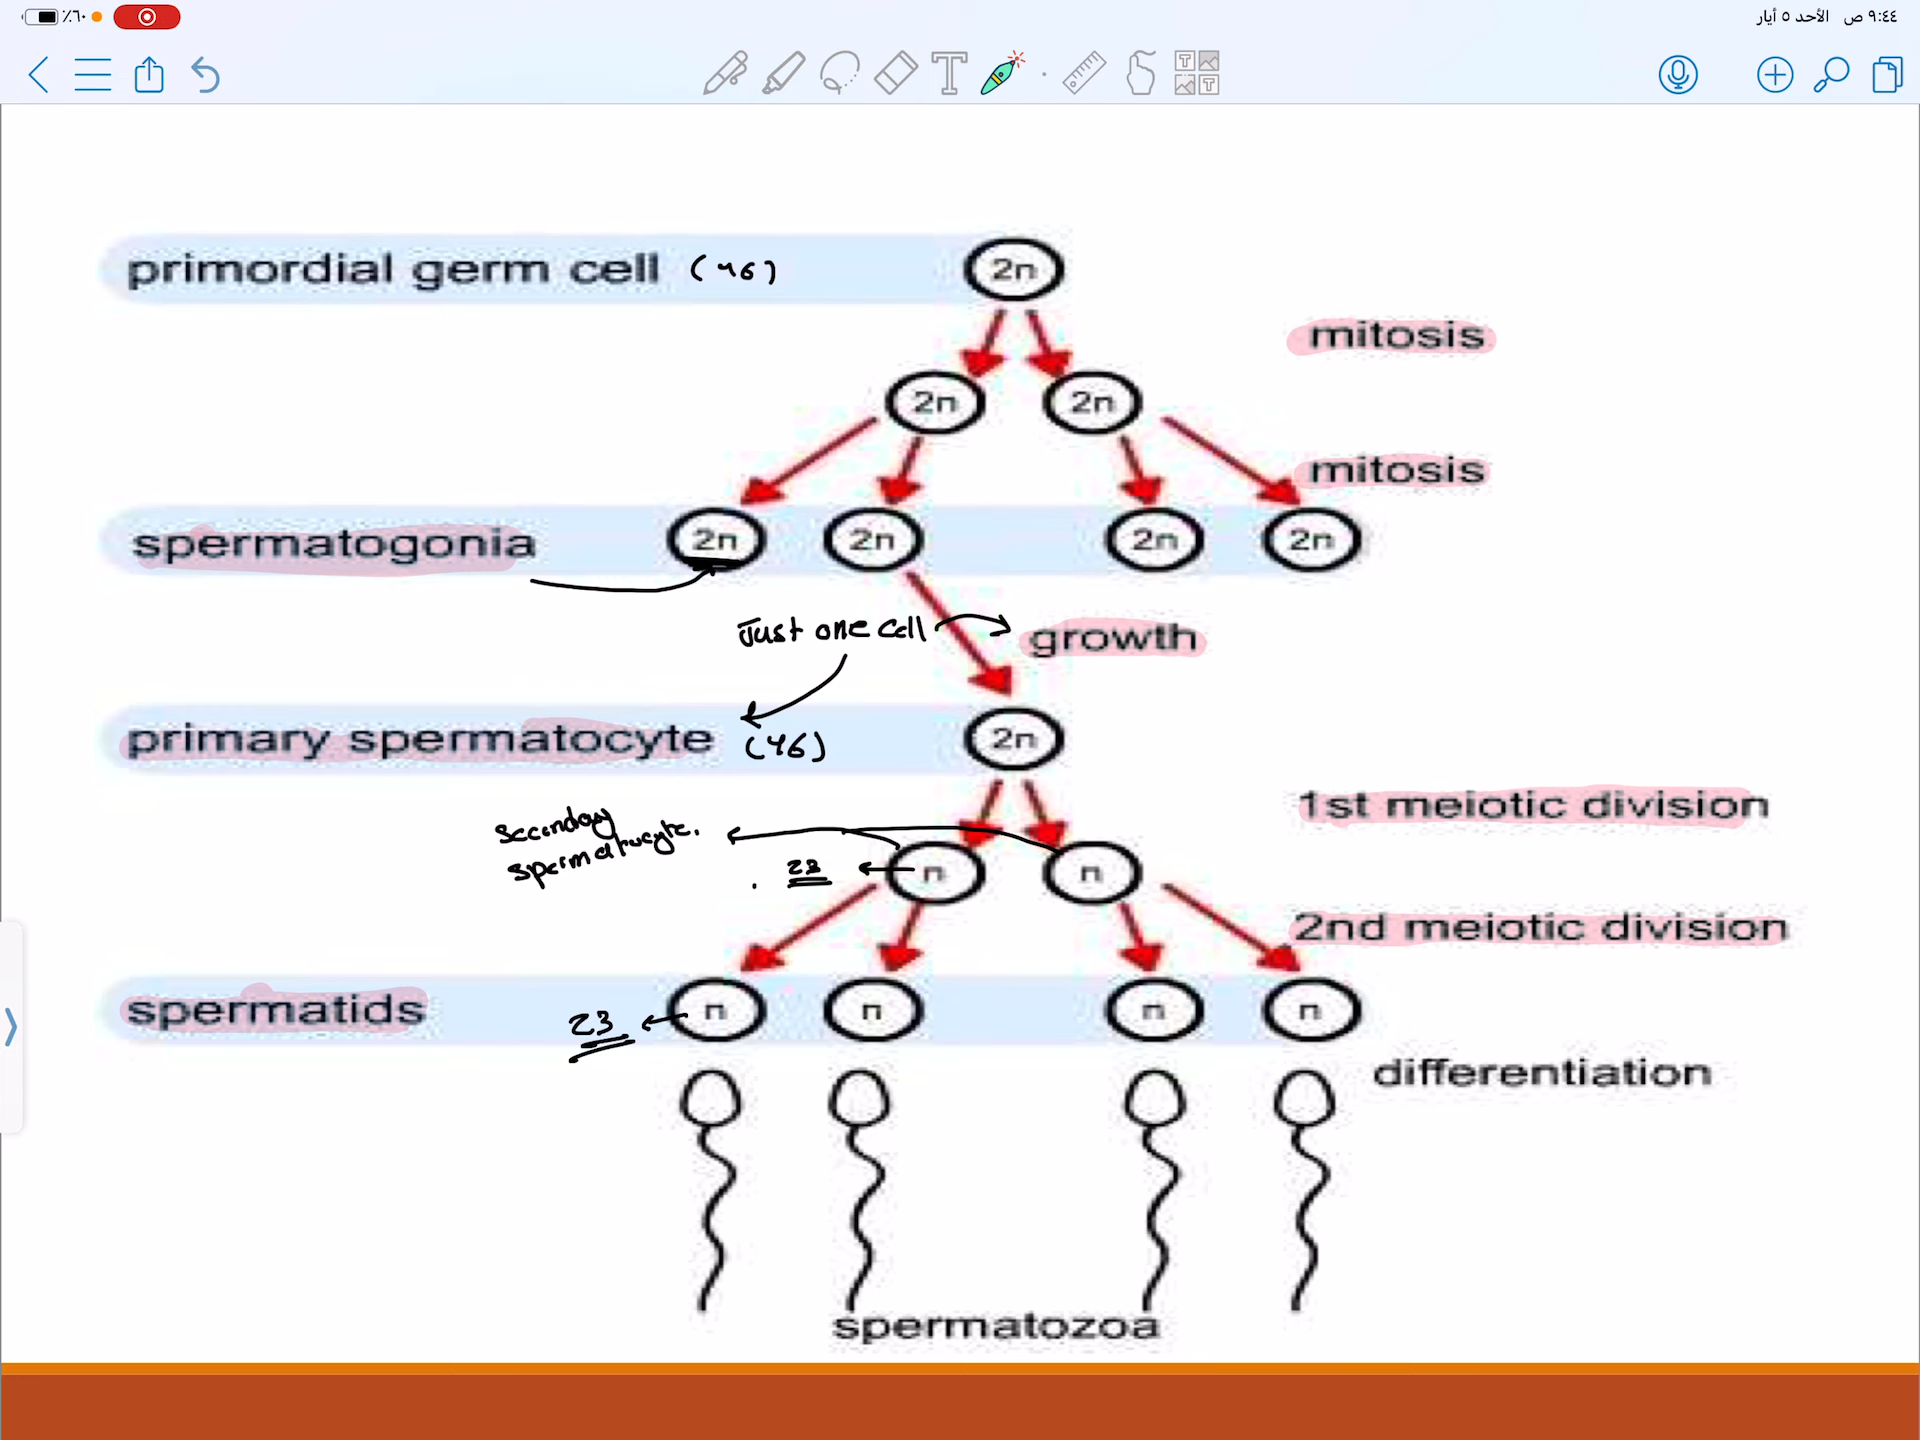 ٪٦٠
٩:٤٤ ص الأحد ٥ أيار
primordial germ cell (46) 2n
mitosis
2n 2n
mitosis
spermatogonia 2n 2n 2n 2n
Just one cell growth
primary spermatocyte (46) 2n
1st meiotic division
Secondary
spermatocyte.
23 n n
2nd meiotic division
spermatids 23 n n n n
differentiation
spermatozoa